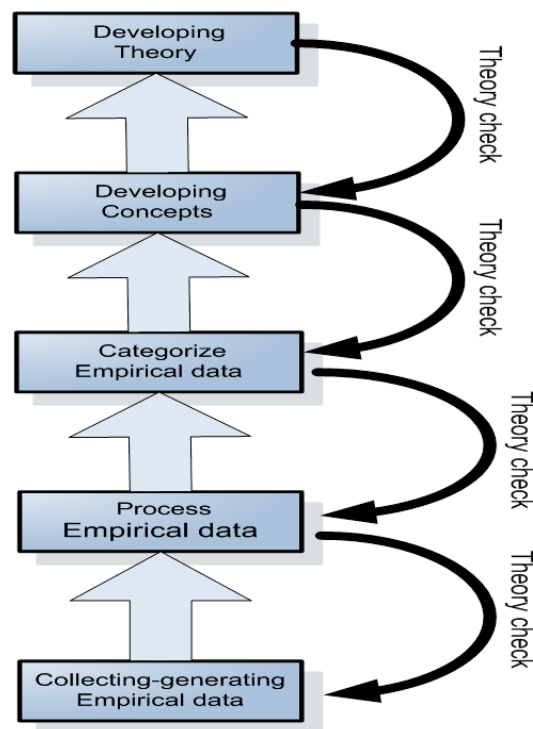 Developing
Theory
Theory check
Developing
Concepts
Theory check
Categorize
Empirical data
Theory check
Process
Empirical data
Theory check
Collecting-generating
Empirical data